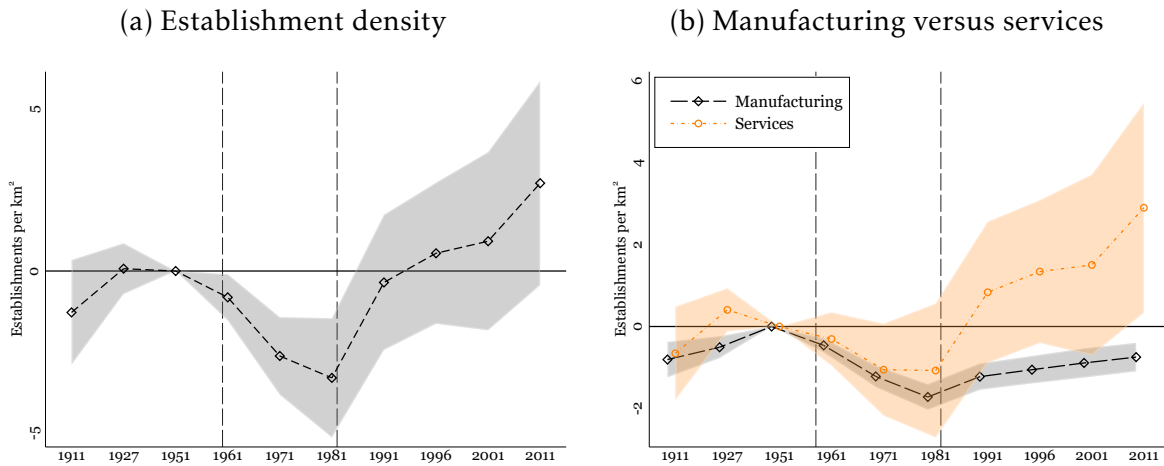 (a) Establishment density
Establishments per km²
5
0
-5
1911 1927 1951 1961 1971 1981 1991 1996 2001 2011
(b) Manufacturing versus services
Establishments per km²
6
4
2
0
-2
Manufacturing
Services
1911 1927 1951 1961 1971 1981 1991 1996 2001 2011